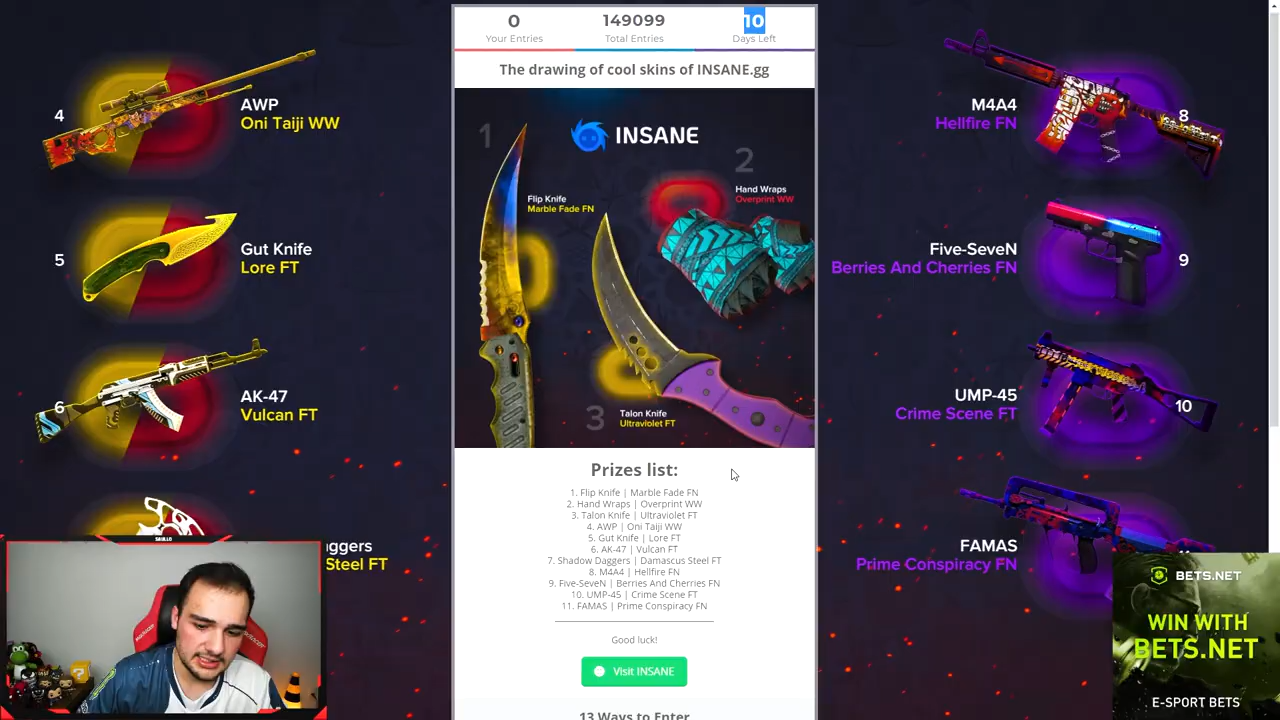 0
Your Entries
149099
Total Entries
10
Days Left
The drawing of cool skins of INSANE.gg
INSANE
1
Flip Knife
Marble Fade FN
2
Hand Wraps
Overprint WW
3
Talon Knife
Ultraviolet FT
4
AWP
Oni Taiji WW
5
Gut Knife
Lore FT
6
AK-47
Vulcan FT
aggers
Steel FT
M4A4
Hellfire FN
8
Five-SeveN
Berries And Cherries FN
9
UMP-45
Crime Scene FT
10
FAMAS
Prime Conspiracy FN
Prizes list:
1. Flip Knife | Marble Fade FN
2. Hand Wraps | Overprint WW
3. Talon Knife | Ultraviolet FT
4. AWP | Oni Taiji WW
5. Gut Knife | Lore FT
6. AK-47 | Vulcan FT
7. Shadow Daggers | Damascus Steel FT
8. M4A4 | Hellfire FN
9. Five-SeveN | Berries And Cherries FN
10. UMP-45 | Crime Scene FT
11. FAMAS | Prime Conspiracy FN
Good luck!
Visit INSANE
13 Ways to Enter
BETS.NET
WIN WITH
BETS.NET
E-SPORT BETS